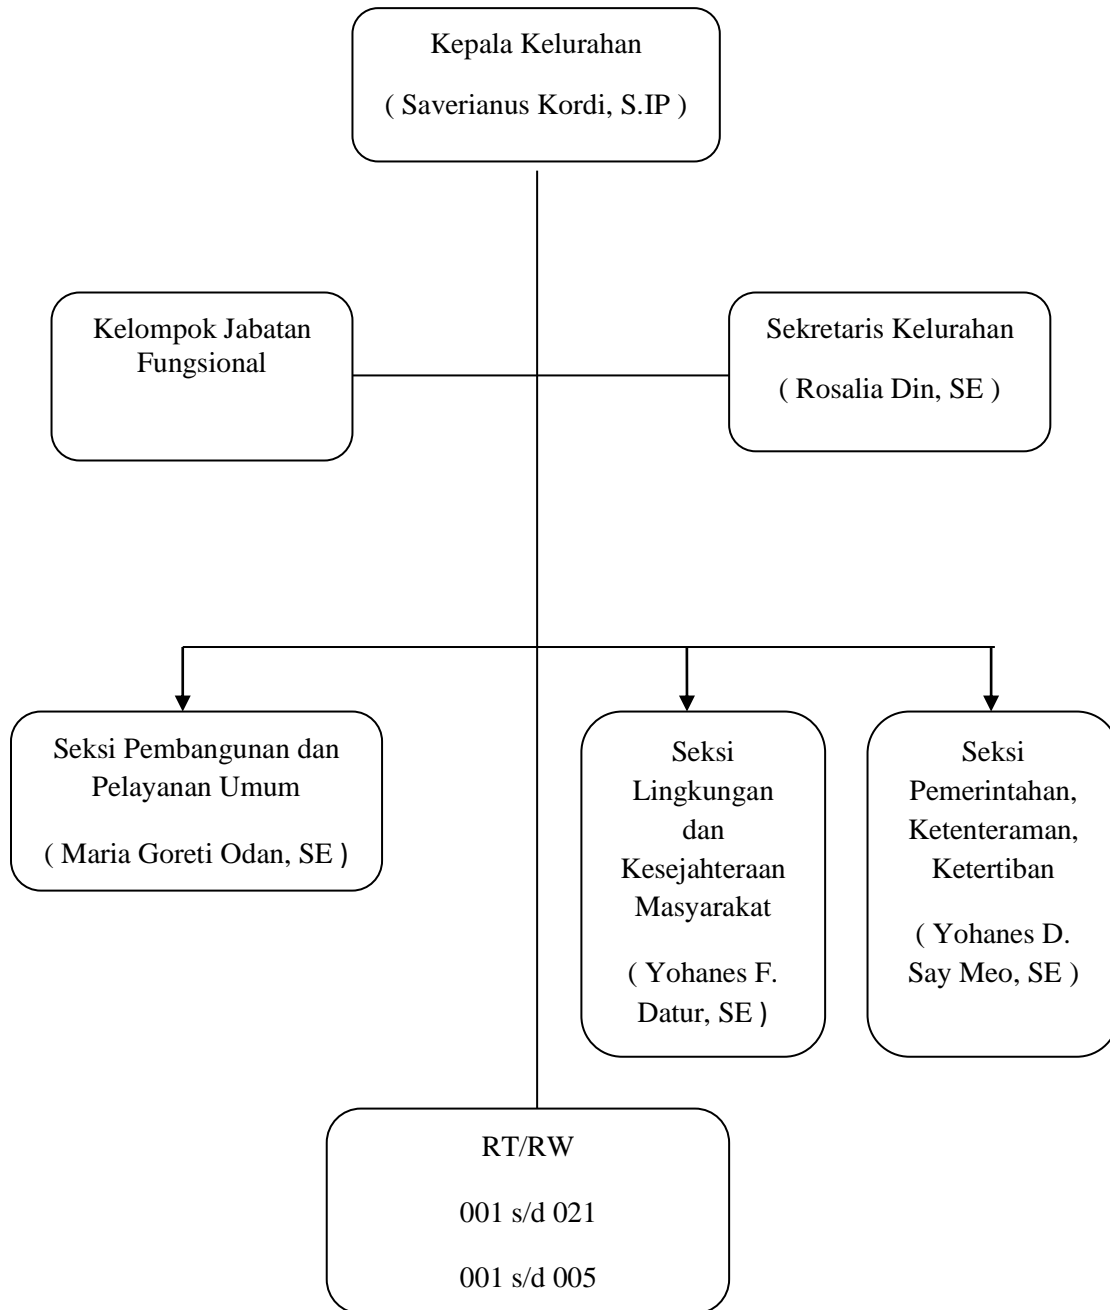 Kepala Kelurahan
( Saverianus Kordi, S.IP )
Kelompok Jabatan
Fungsional
Sekretaris Kelurahan
( Rosalia Din, SE )
Seksi Pembangunan dan
Pelayanan Umum
( Maria Goreti Odan, SE )
Seksi
Lingkungan
dan
Kesejahteraan
Masyarakat
( Yohanes F.
Datur, SE )
Seksi
Pemerintahan,
Ketenteraman,
Ketertiban
( Yohanes D.
Say Meo, SE )
RT/RW
001 s/d 021
001 s/d 005